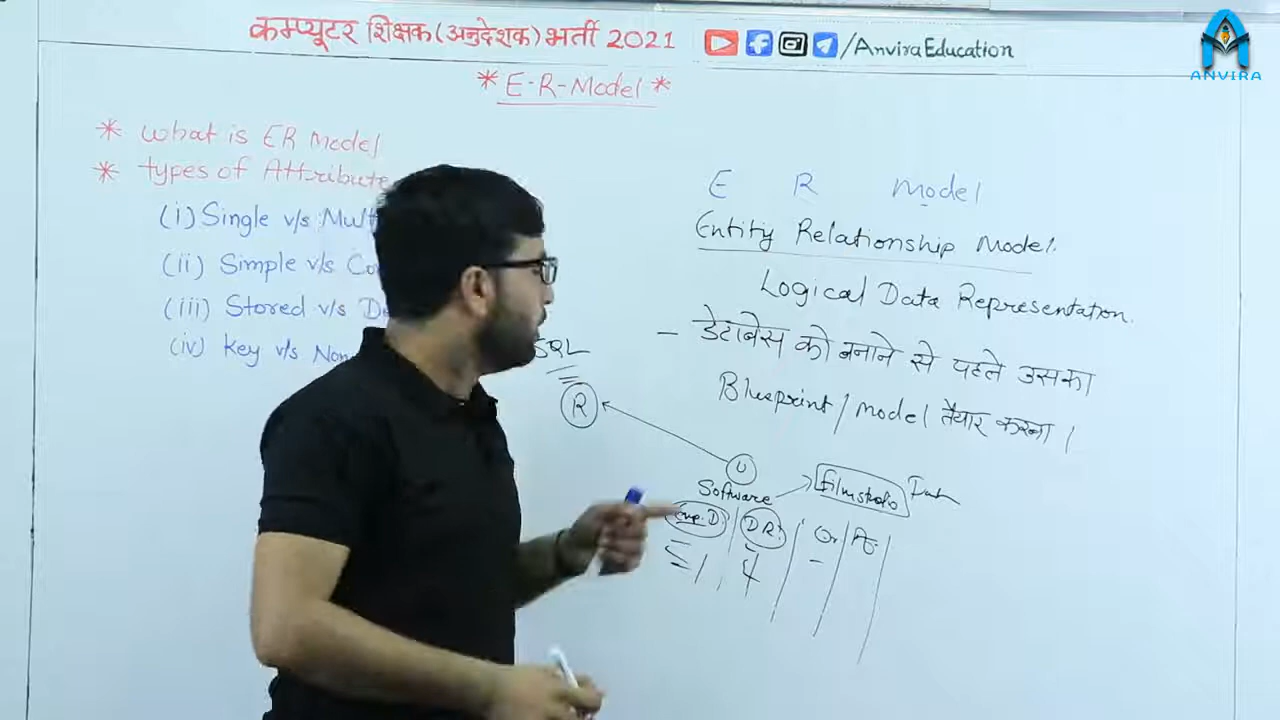 कम्प्यूटर शिक्षक (अनुदेशक) भर्ती 2021
/AnviraEducation
ANVIRA
* E-R-Model *
* What is ER Model
* types of Attribute
(i) Single v/s Mult
(ii) Simple v/s Co
(iii) Stored v/s De
(iv) Key v/s Non
E R Model
Entity Relationship Model.
Logical Data Representation.
- डेटाबेस को बनाने से पहले उसका
Blueprint / Model तैयार करना।
SQL
R
U
Software
Filmstudio
Emp. D.
D R.